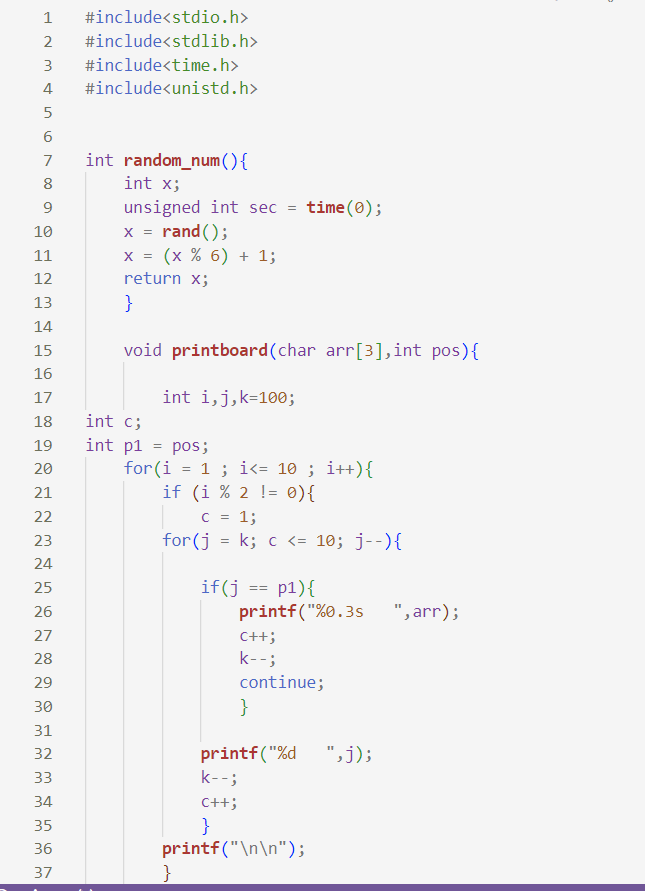 1 #include<stdio.h>
2 #include<stdlib.h>
3 #include<time.h>
4 #include<unistd.h>
5
6
7 int random_num(){
8 int x;
9 unsigned int sec = time(0);
10 x = rand();
11 x = (x % 6) + 1;
12 return x;
13 }
14
15 void printboard(char arr[3],int pos){
16
17 int i,j,k=100;
18 int c;
19 int p1 = pos;
20 for(i = 1 ; i<= 10 ; i++){
21 if (i % 2 != 0){
22 c = 1;
23 for(j = k; c <= 10; j--){
24
25 if(j == p1){
26 printf("%0.3s   ",arr);
27 c++;
28 k--;
29 continue;
30 }
31
32 printf("%d   ",j);
33 k--;
34 c++;
35 }
36 printf("\n\n");
37 }